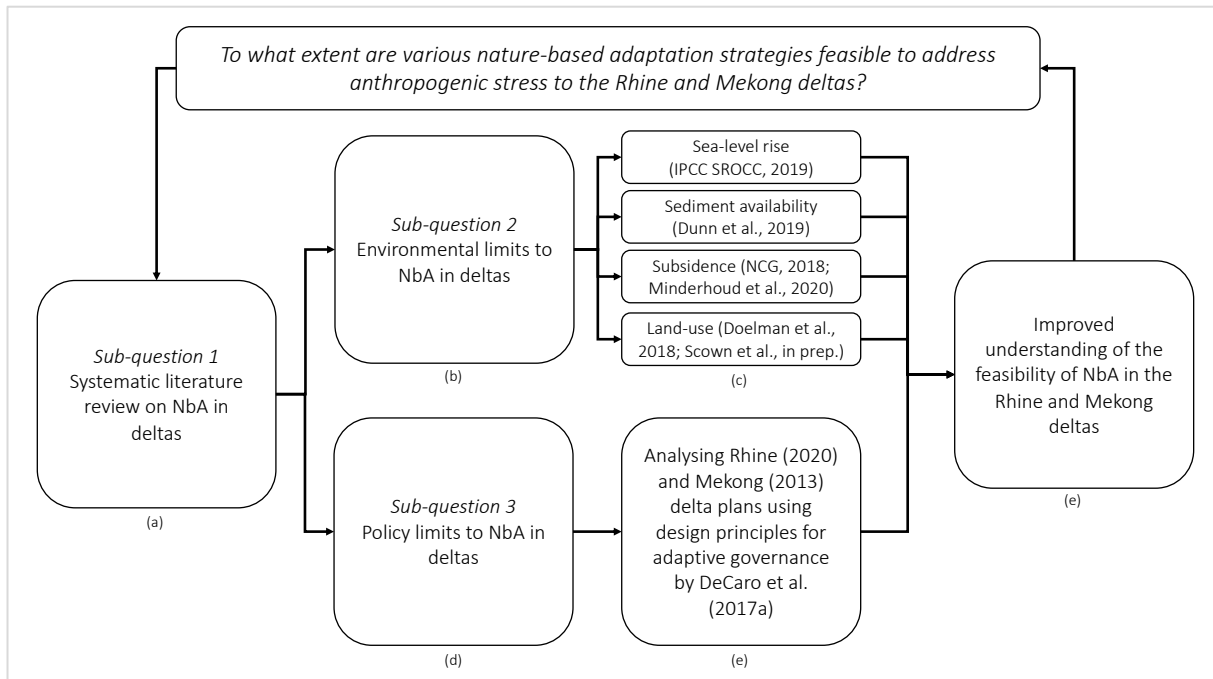 To what extent are various nature-based adaptation strategies feasible to address
anthropogenic stress to the Rhine and Mekong deltas?
Sub-question 1
Systematic literature
review on NbA in
deltas
(a)
Sub-question 2
Environmental limits to
NbA in deltas
(b)
Sea-level rise
(IPCC SROCC, 2019)
Sediment availability
(Dunn et al., 2019)
Subsidence (NCG, 2018;
Minderhoud et al., 2020)
Land-use (Doelman et al.,
2018; Scown et al., in prep.)
(c)
Sub-question 3
Policy limits to NbA in
deltas
(d)
Analysing Rhine (2020)
and Mekong (2013)
delta plans using
design principles for
adaptive governance
by DeCaro et al.
(2017a)
(e)
Improved
understanding of the
feasibility of NbA in the
Rhine and Mekong
deltas
(e)